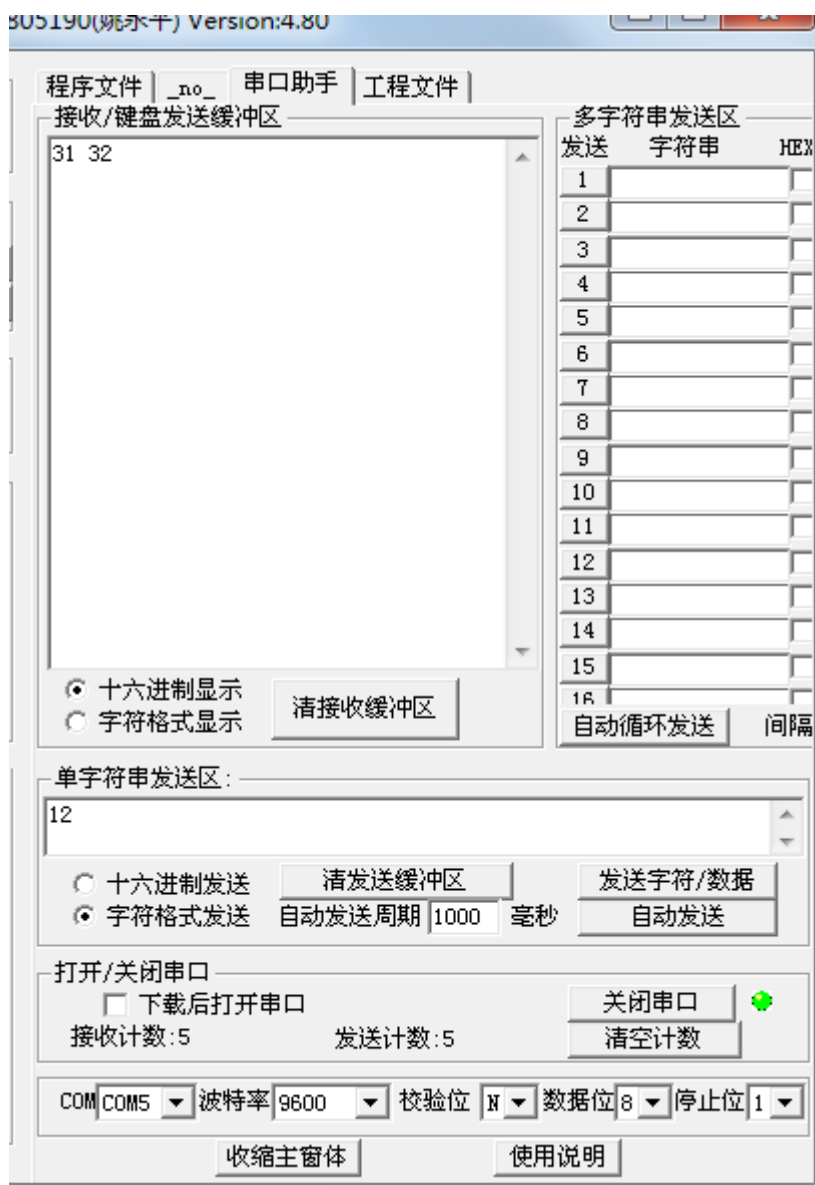 805190(姚永平) Version:4.80
程序文件 _no_ 串口助手 工程文件
接收/键盘发送缓冲区
31 32
十六进制显示
字符格式显示
清接收缓冲区
多字符串发送区
发送 字符串 HEX
1
2
3
4
5
6
7
8
9
10
11
12
13
14
15
16
自动循环发送 间隔
单字符串发送区:
12
十六进制发送 清发送缓冲区 发送字符/数据
字符格式发送 自动发送周期 1000 毫秒 自动发送
打开/关闭串口
下载后打开串口 关闭串口
接收计数:5 发送计数:5 清空计数
COM COM5 波特率 9600 校验位 N 数据位 8 停止位 1
收缩主窗体 使用说明